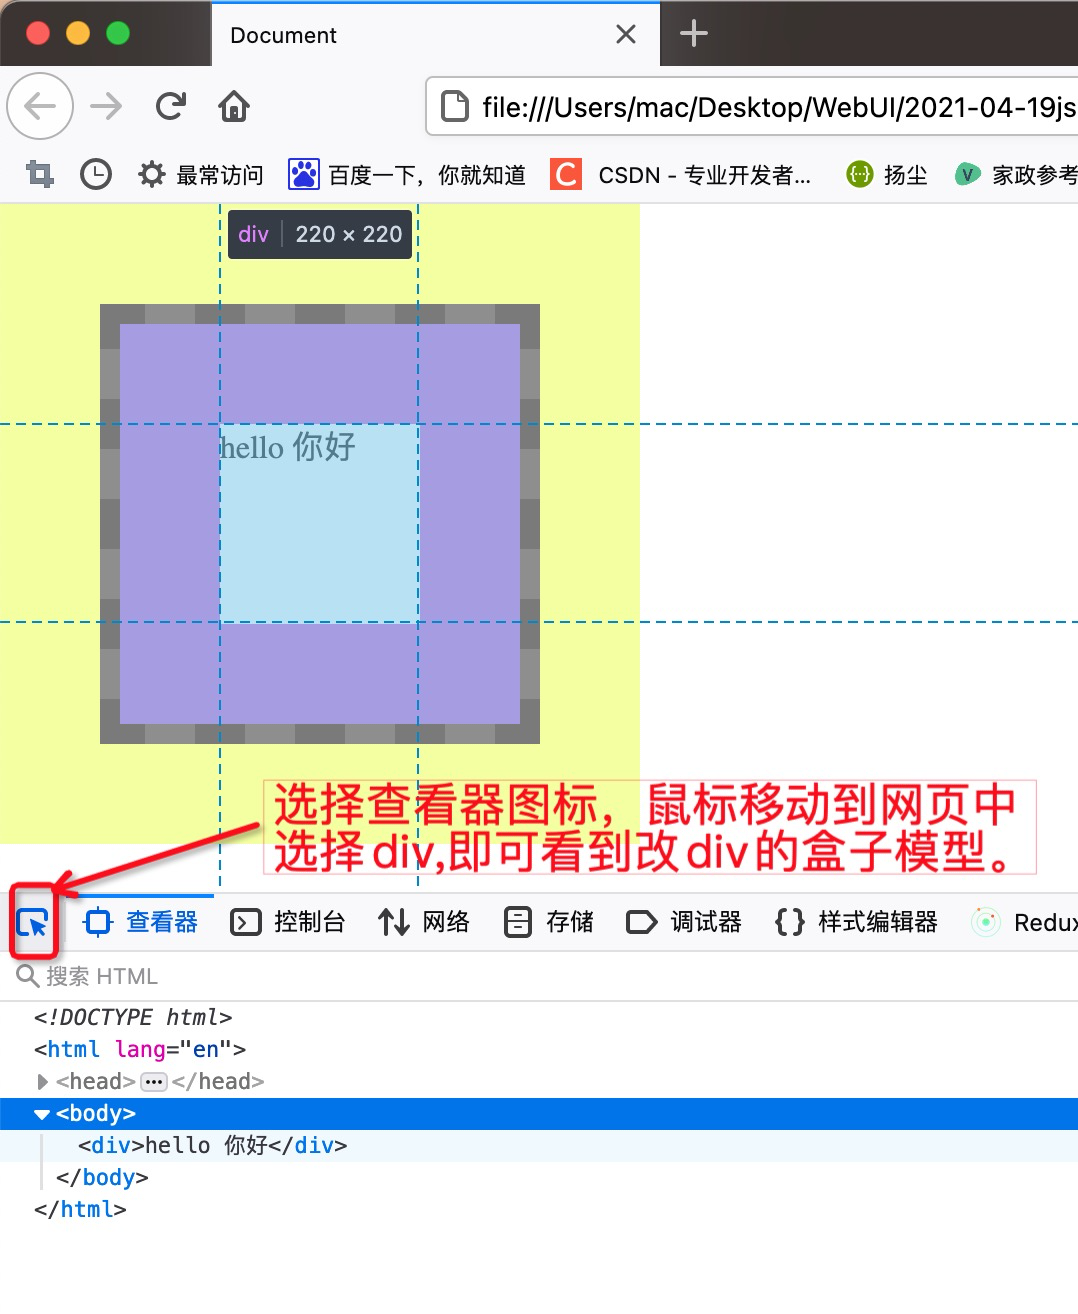 Document
file:///Users/mac/Desktop/WebUI/2021-04-19js
最常访问 百度一下，你就知道 C CSDN - 专业开发者... {··} 扬尘 V 家政参考
div 220 × 220
hello 你好
选择查看器图标，鼠标移动到网页中
选择div,即可看到改div的盒子模型。
查看器 控制台 网络 存储 调试器 {} 样式编辑器 Redux
搜索 HTML
<!DOCTYPE html>
<html lang="en">
<head>···</head>
<body>
<div>hello 你好</div>
</body>
</html>